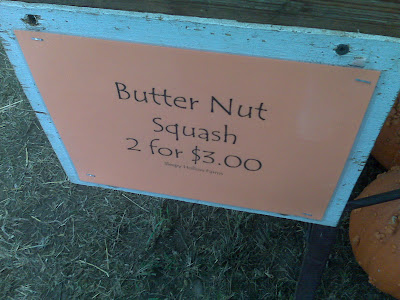 Butter Nut
Squash
2 for $3.00